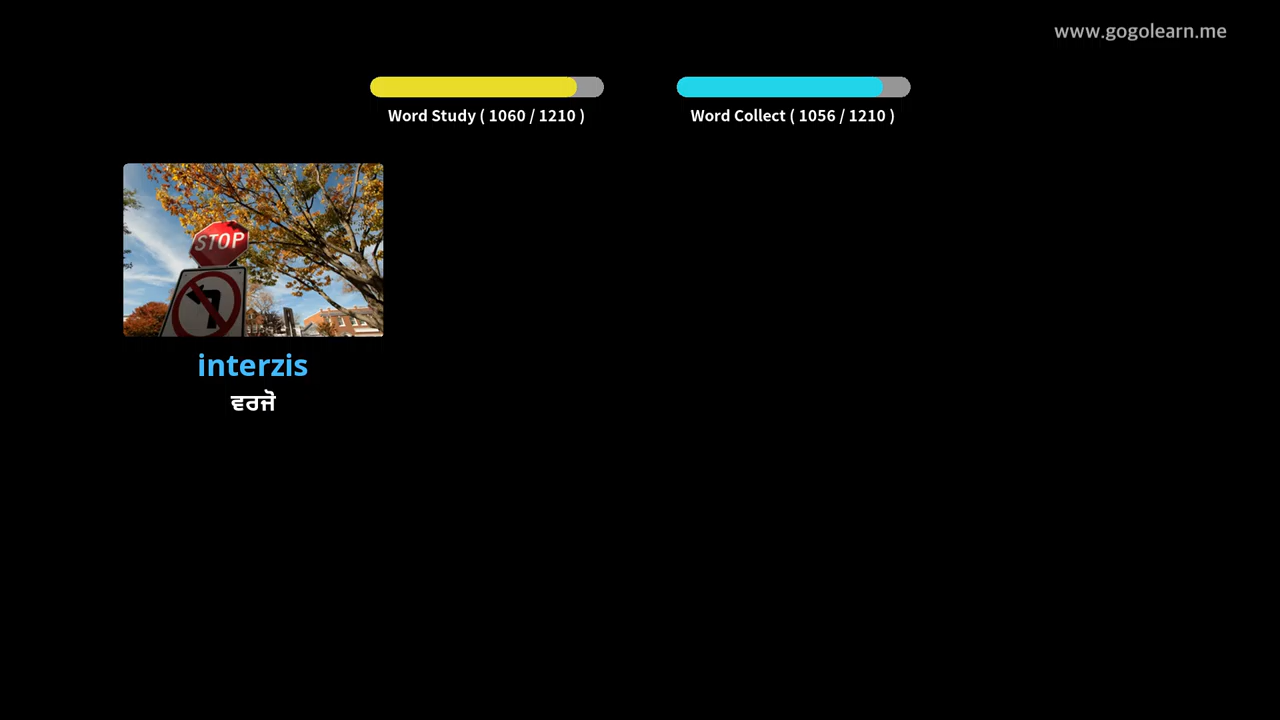 www.gogolearn.me
Word Study ( 1060 / 1210 )
Word Collect ( 1056 / 1210 )
STOP
interzis
ਵਰਜੋ